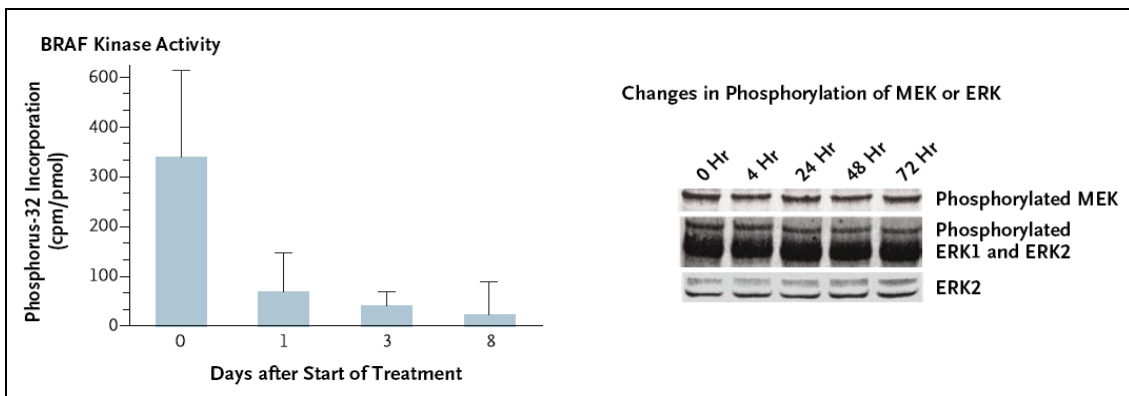 BRAF Kinase Activity
Phosphorus-32 Incorporation
(cpm/pmol)
600
400
300
200
100
0
0 1 3 8
Days after Start of Treatment
Changes in Phosphorylation of MEK or ERK
0 Hr 4 Hr 24 Hr 48 Hr 72 Hr
Phosphorylated MEK
Phosphorylated
ERK1 and ERK2
ERK2